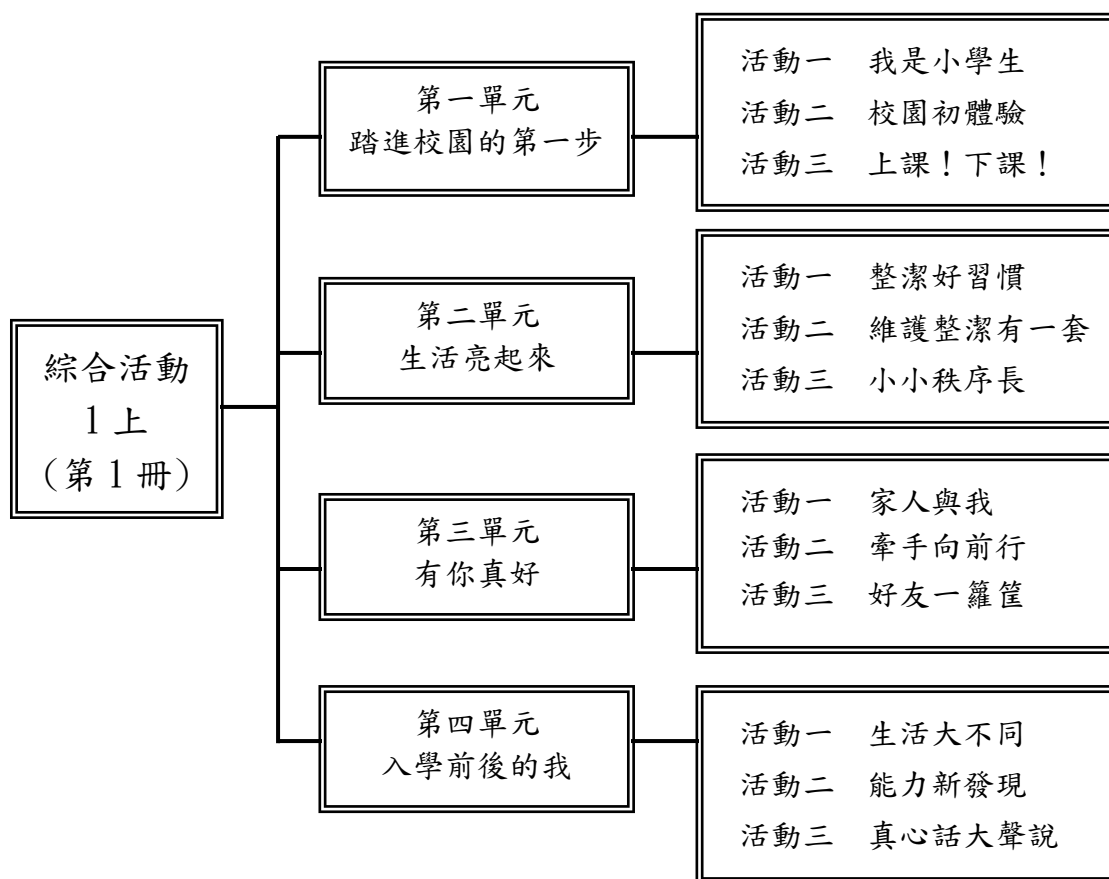 綜合活動
1上
（第1冊）
第一單元
踏進校園的第一步
活動一　我是小學生
活動二　校園初體驗
活動三　上課！下課！
第二單元
生活亮起來
活動一　整潔好習慣
活動二　維護整潔有一套
活動三　小小秩序長
第三單元
有你真好
活動一　家人與我
活動二　牽手向前行
活動三　好友一籮筐
第四單元
入學前後的我
活動一　生活大不同
活動二　能力新發現
活動三　真心話大聲說